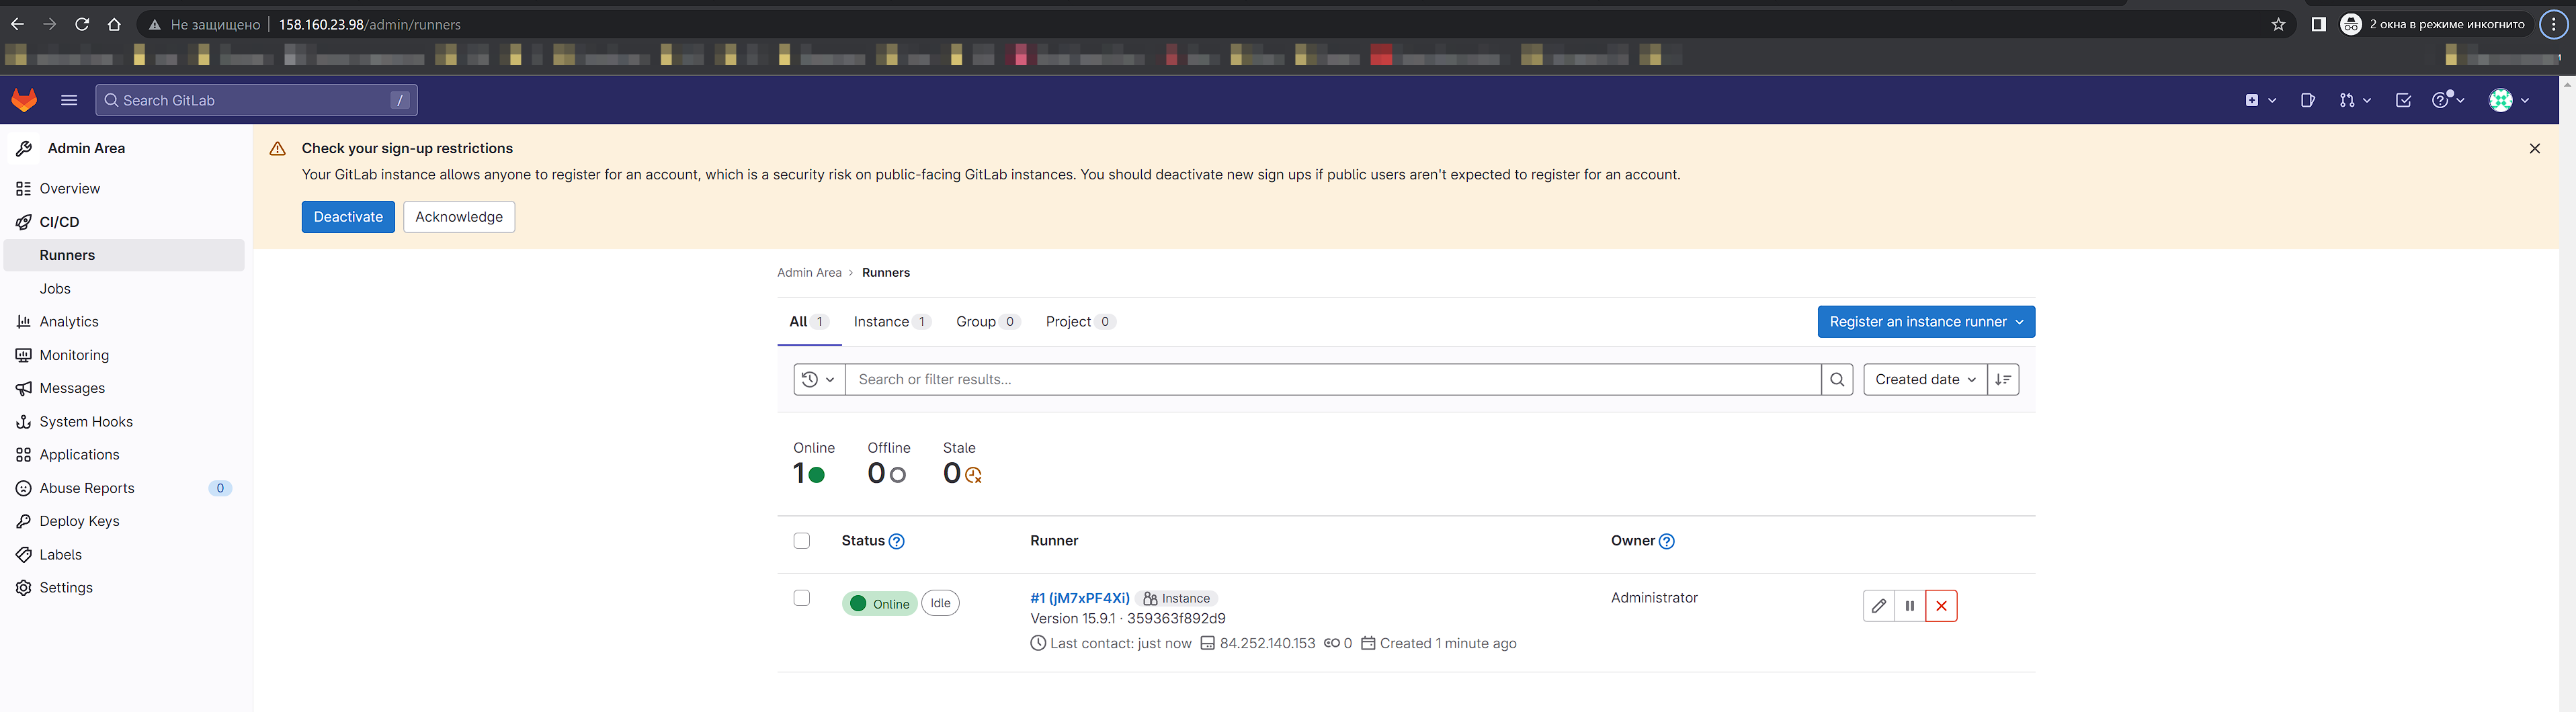 Не защищено 158.160.23.98/admin/runners 2 окна в режиме инкогнито
Search GitLab /
Admin Area
Overview
CI/CD
Runners
Jobs
Analytics
Monitoring
Messages
System Hooks
Applications
Abuse Reports 0
Deploy Keys
Labels
Settings
Check your sign-up restrictions
Your GitLab instance allows anyone to register for an account, which is a security risk on public-facing GitLab instances. You should deactivate new sign ups if public users aren't expected to register for an account.
Deactivate Acknowledge
Admin Area > Runners
All 1 Instance 1 Group 0 Project 0 Register an instance runner
Search or filter results... Created date
Online Offline Stale
1 0 0
Status ? Runner Owner ?
Online Idle #1 (jM7xPF4Xi) Instance Administrator
Version 15.9.1 · 359363f892d9
Last contact: just now 84.252.140.153 0 Created 1 minute ago